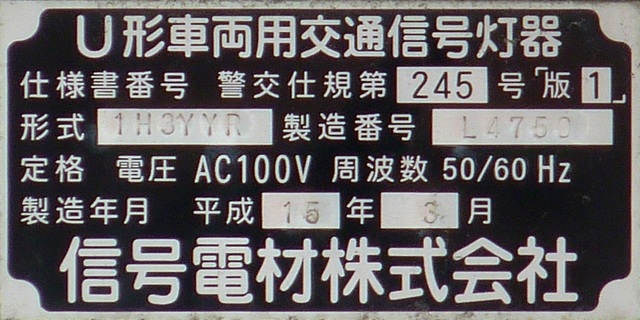 U形車両用交通信号灯器
仕様書番号 警交仕規第 245 号「版 1」
形式 1H3YYR 製造番号 L4750
定格 電圧 AC100V 周波数 50/60 Hz
製造年月 平成 15 年 3 月
信号電材株式会社